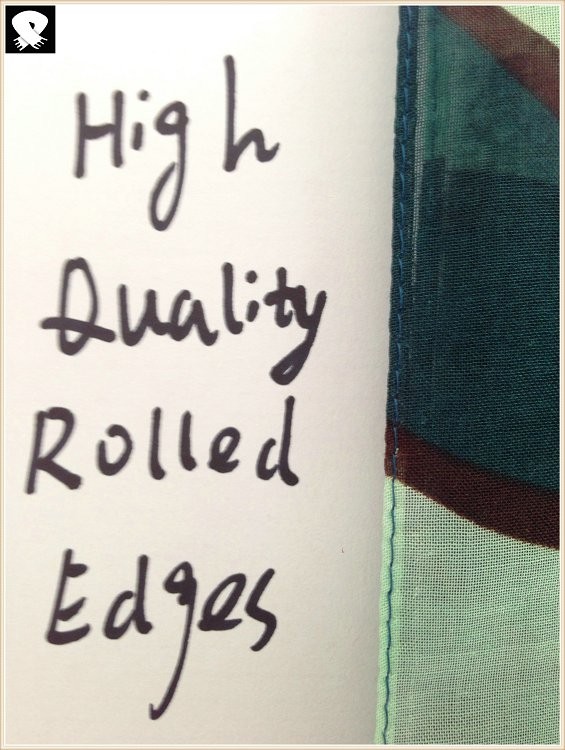 High
Quality
Rolled
Edges